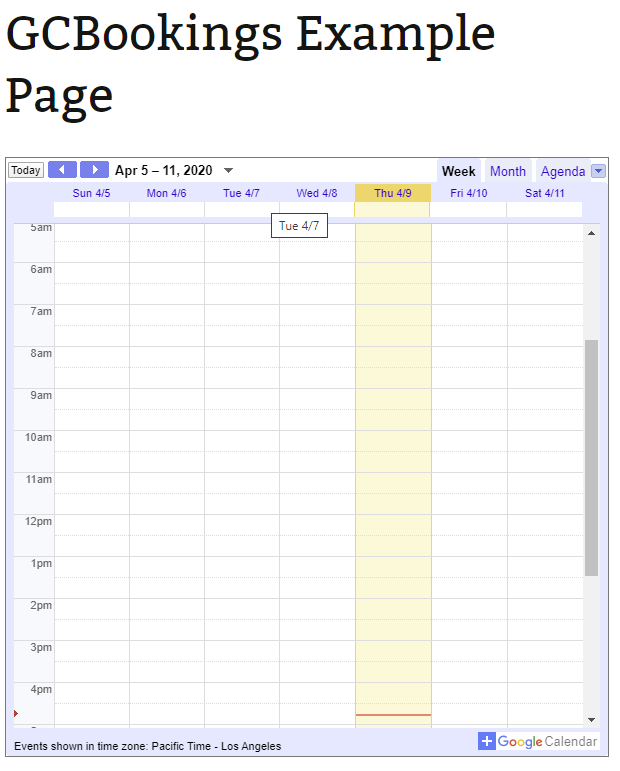 GCBookings Example
Page
Today Apr 5 – 11, 2020 Week Month Agenda
Sun 4/5 Mon 4/6 Tue 4/7 Wed 4/8 Thu 4/9 Fri 4/10 Sat 4/11
Tue 4/7
5am
6am
7am
8am
9am
10am
11am
12pm
1pm
2pm
3pm
4pm
Events shown in time zone: Pacific Time - Los Angeles
Google Calendar